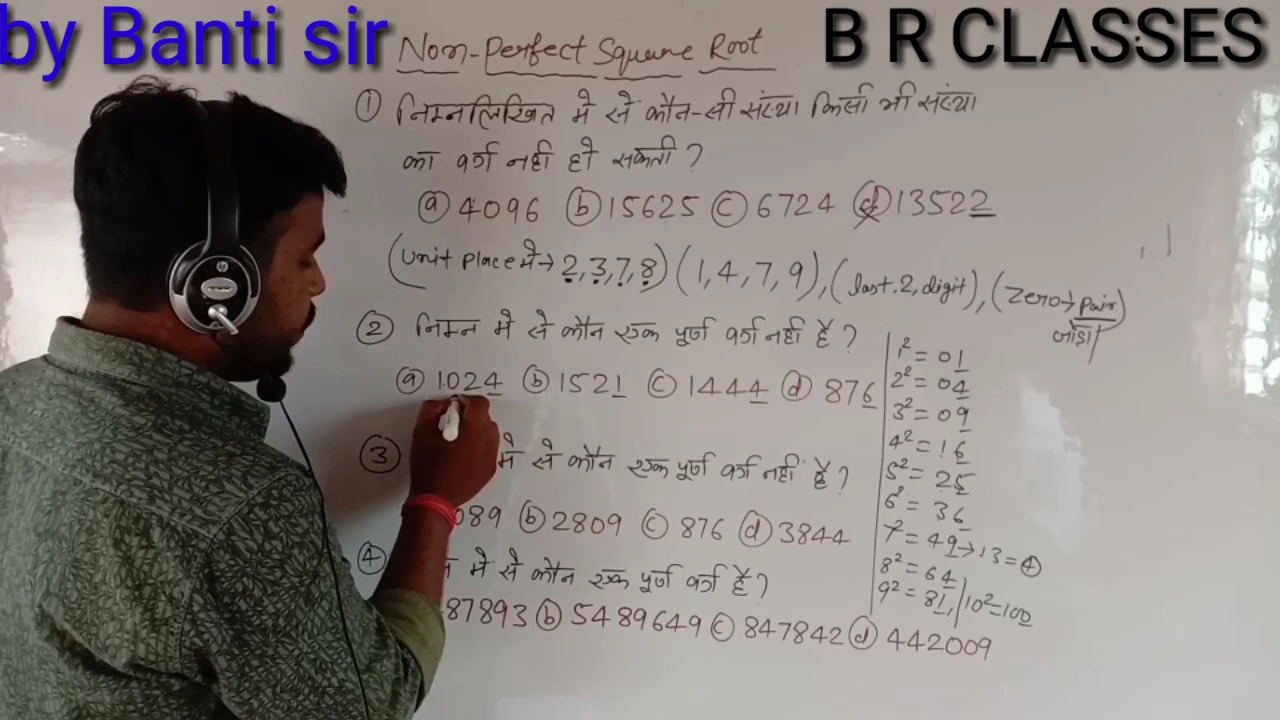 by Banti sir
B R CLASSES
Non-Perfect Square Root
① निम्नलिखित मे से कौन-सी संख्या किसी भी संख्या
का वर्ग नही हो सकती ?
ⓐ 4096 ⓑ 15625 ⓒ 6724 ⓓ 13522
(Unit Place मे→ 2,3,7,8) (1,4,7,9), (last.2,digit), (Zero→pair)
जोड़ा
② निम्न मे से कौन एक पूर्ण वर्ग नही है ?
ⓐ 1024 ⓑ 1521 ⓒ 1444 ⓓ 876
③ मे से कौन एक पूर्ण वर्ग नही है ?
089 ⓑ 2809 ⓒ 876 ⓓ 3844
④ मे से कौन एक पूर्ण वर्ग है ?
87893 ⓑ 5489649 ⓒ 847842 ⓓ 442009
1² = 01
2² = 04
3² = 09
4² = 16
5² = 25
6² = 36
7² = 49→13=④
8² = 64
9² = 81, 10²=100